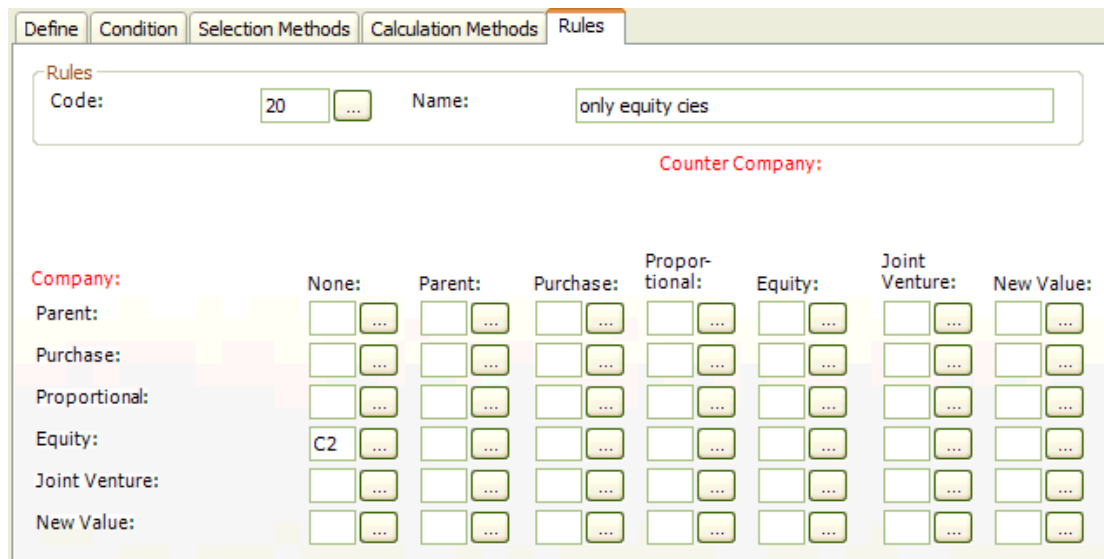 Define Condition Selection Methods Calculation Methods Rules
Rules
Code: 20 ... Name: only equity cies
Counter Company:
Company: None: Parent: Purchase: Propor-
tional: Equity: Joint
Venture: New Value:
Parent: ... ... ... ... ... ... ...
Purchase: ... ... ... ... ... ... ...
Proportional: ... ... ... ... ... ... ...
Equity: C2 ... ... ... ... ... ... ...
Joint Venture: ... ... ... ... ... ... ...
New Value: ... ... ... ... ... ... ...